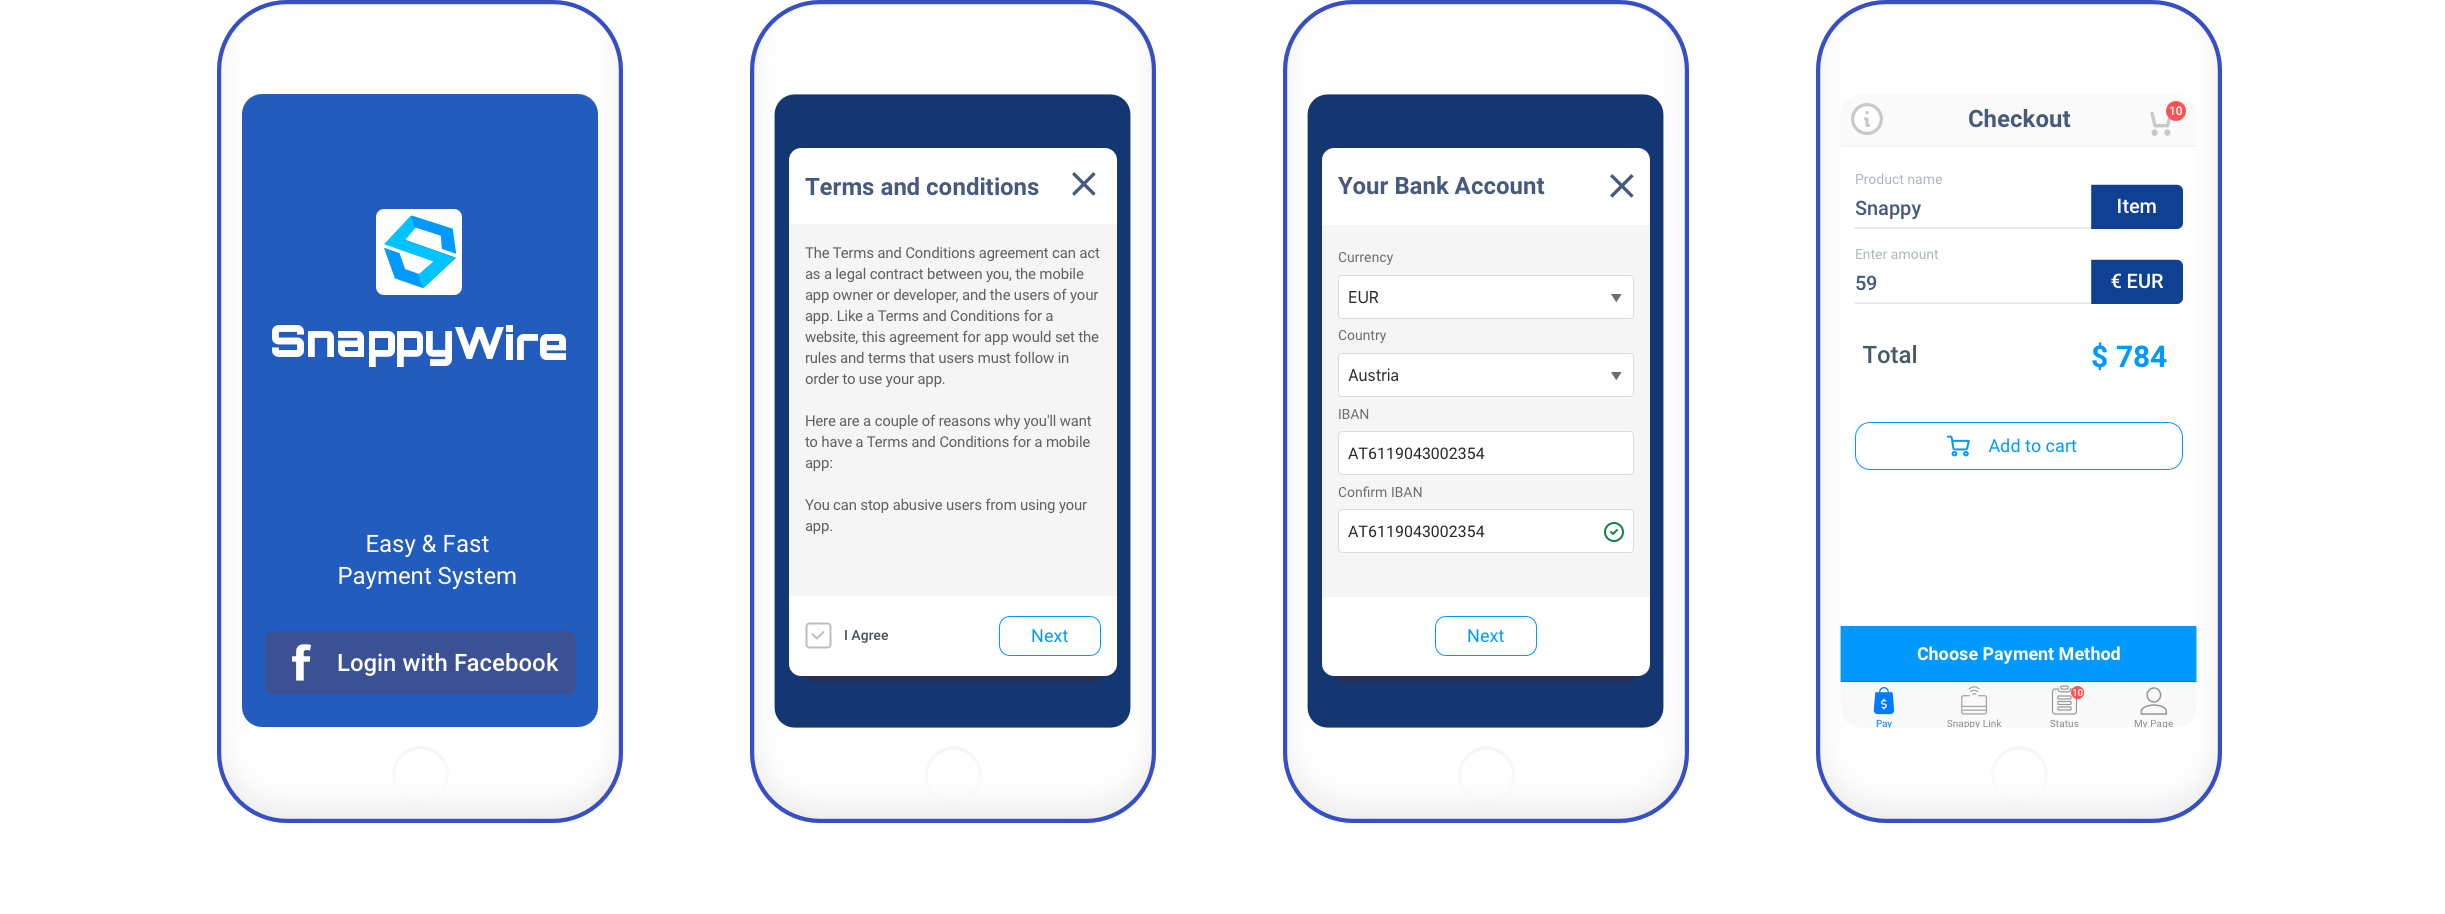 SnappyWire
Easy & Fast
Payment System
f Login with Facebook
Terms and conditions
The Terms and Conditions agreement can act
as a legal contract between you, the mobile
app owner or developer, and the users of your
app. Like a Terms and Conditions for a
website, this agreement for app would set the
rules and terms that users must follow in
order to use your app.
Here are a couple of reasons why you'll want
to have a Terms and Conditions for a mobile
app:
You can stop abusive users from using your
app.
I Agree
Next
Your Bank Account
Currency
EUR
Country
Austria
IBAN
AT6119043002354
Confirm IBAN
AT6119043002354
Next
Checkout
10
Product name
Snappy
Item
Enter amount
59
€ EUR
Total
$ 784
Add to cart
Choose Payment Method
$
10
Pay
Snappy Link
Status
My Page